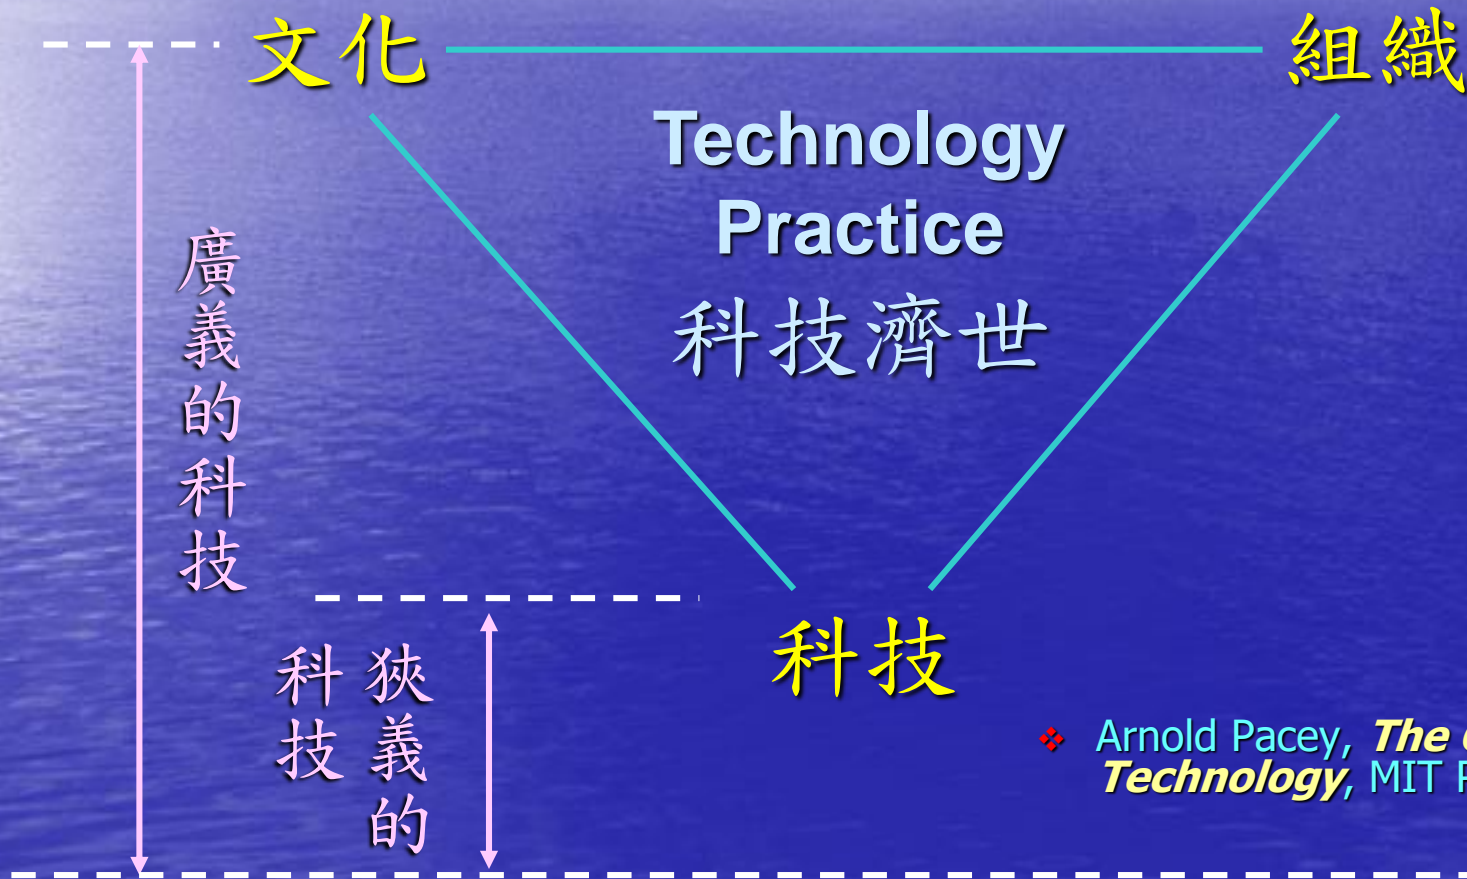 文化
組織
Technology
Practice
科技濟世
廣義的科技
科技
狹義的
科技
Arnold Pacey, The
Technology, MIT